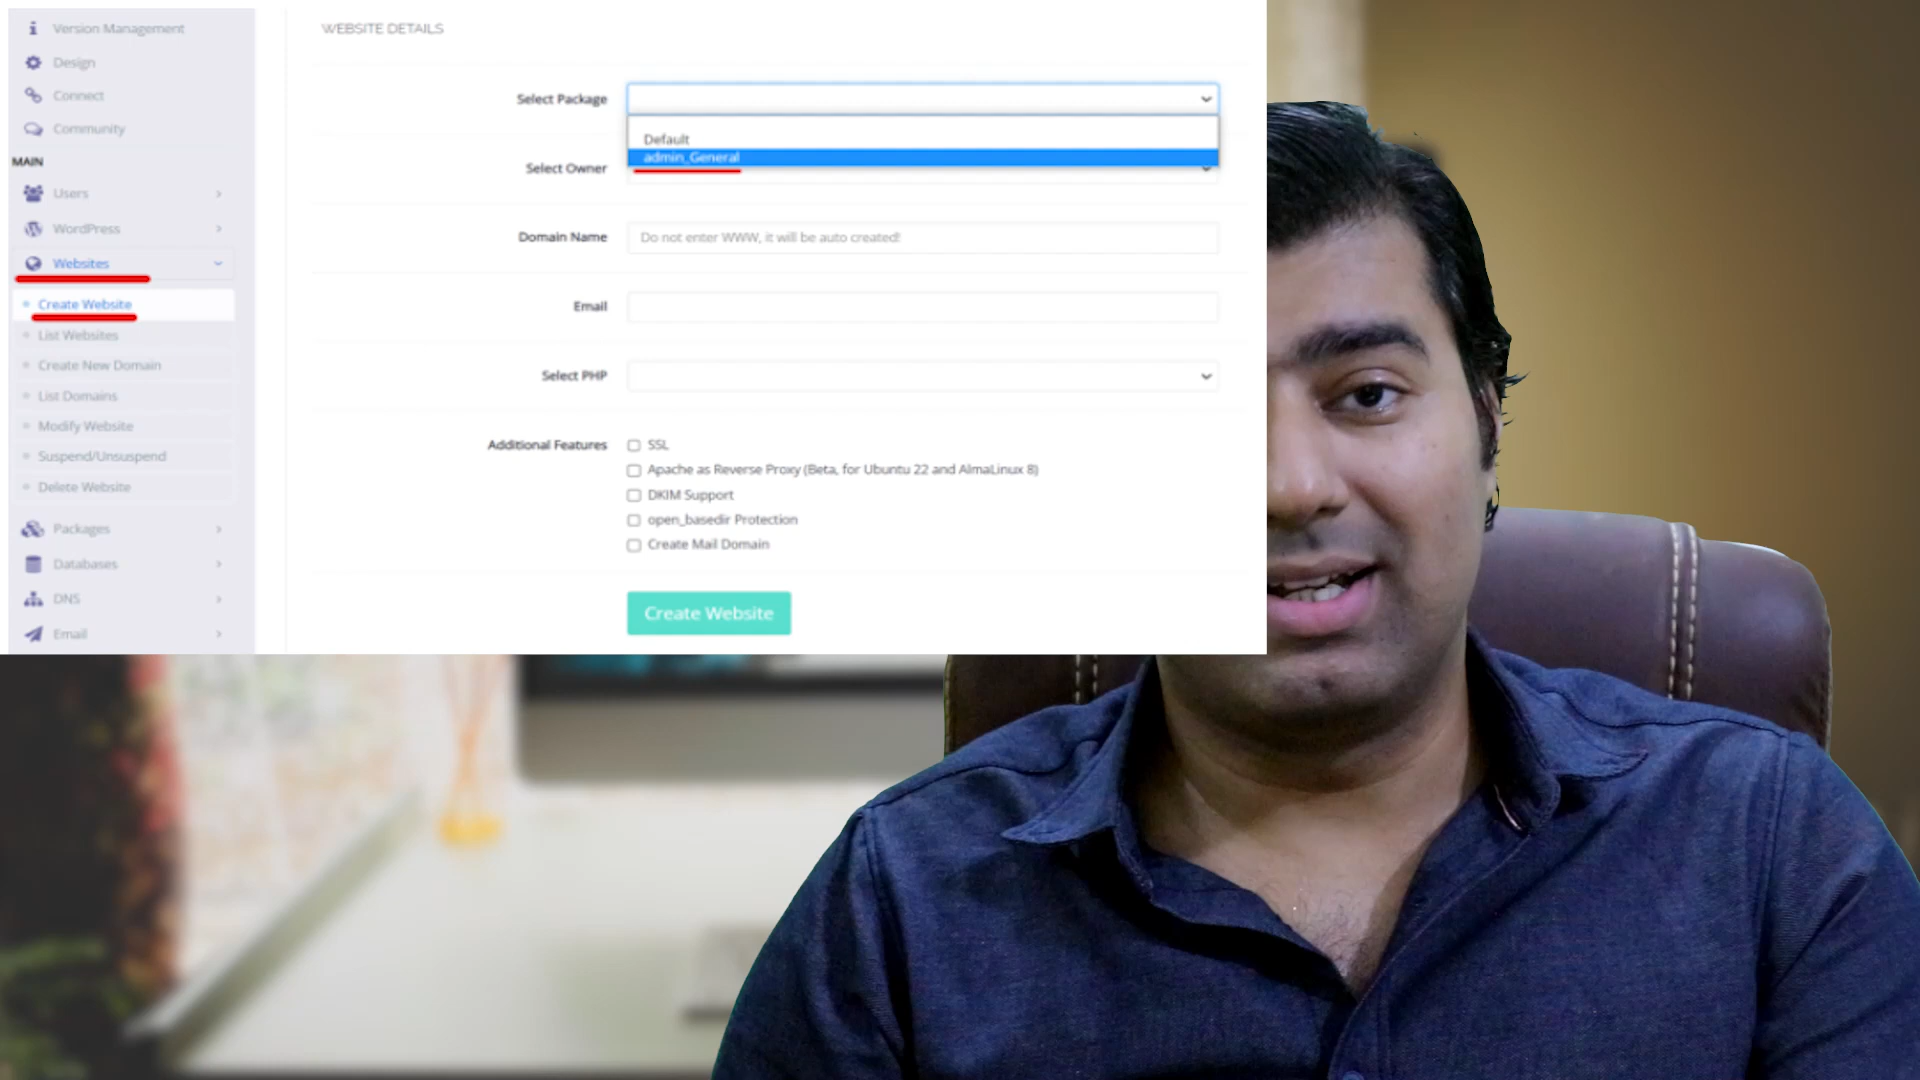 Version Management
Design
Connect
Community
MAIN
Users
WordPress
Websites
Create Website
List Websites
Create New Domain
List Domains
Modify Website
Suspend/Unsuspend
Delete Website
Packages
Databases
DNS
Email
WEBSITE DETAILS
Select Package
Default
admin_General
Select Owner
Domain Name
Do not enter WWW, it will be auto created!
Email
Select PHP
Additional Features
SSL
Apache as Reverse Proxy (Beta, for Ubuntu 22 and AlmaLinux 8)
DKIM Support
open_basedir Protection
Create Mail Domain
Create Website